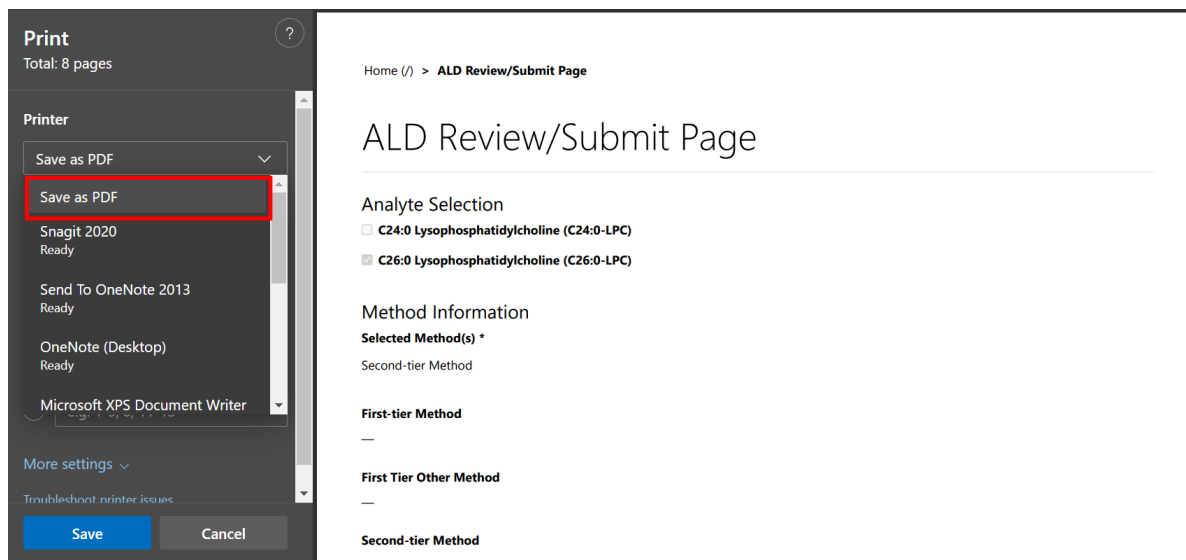 Print
?
Total: 8 pages
Printer
Save as PDF
Save as PDF
Snagit 2020
Ready
Send To OneNote 2013
Ready
OneNote (Desktop)
Ready
Microsoft XPS Document Writer
More settings
Troubleshoot printer issues
Save
Cancel
Home (/) > ALD Review/Submit Page
ALD Review/Submit Page
Analyte Selection
C24:0 Lysophosphatidylcholine (C24:0-LPC)
C26:0 Lysophosphatidylcholine (C26:0-LPC)
Method Information
Selected Method(s) *
Second-tier Method
First-tier Method
—
First Tier Other Method
—
Second-tier Method